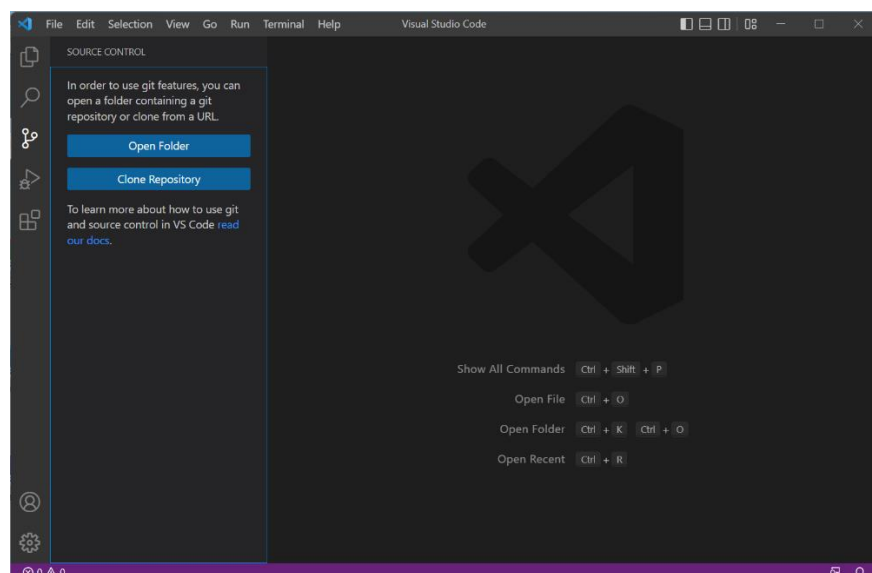 File Edit Selection View Go Run Terminal Help Visual Studio Code
SOURCE CONTROL
In order to use git features, you can
open a folder containing a git
repository or clone from a URL.
Open Folder
Clone Repository
To learn more about how to use git
and source control in VS Code read
our docs.
Show All Commands Ctrl + Shift + P
Open File Ctrl + O
Open Folder Ctrl + K Ctrl + O
Open Recent Ctrl + R
0 0